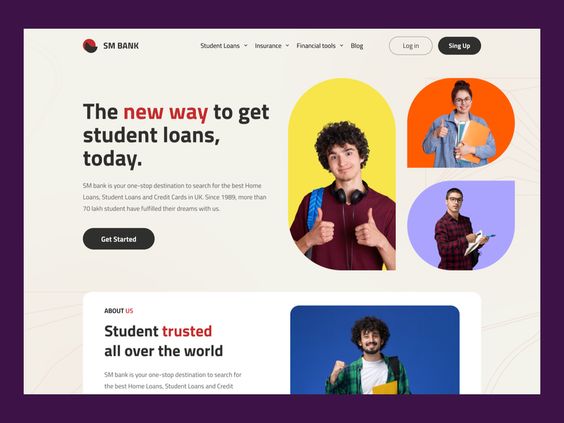 SM BANK
Student Loans
Insurance
Financial tools
Blog
Log in
Sing Up
The new way to get
student loans,
today.
SM bank is your one-stop destination to search for the best Home
Loans, Student Loans and Credit Cards in UK. Since 1989, more than
70 lakh student have fulfilled their dreams with us.
Get Started
ABOUT US
Student trusted
all over the world
SM bank is your one-stop destination to search for
the best Home Loans, Student Loans and Credit